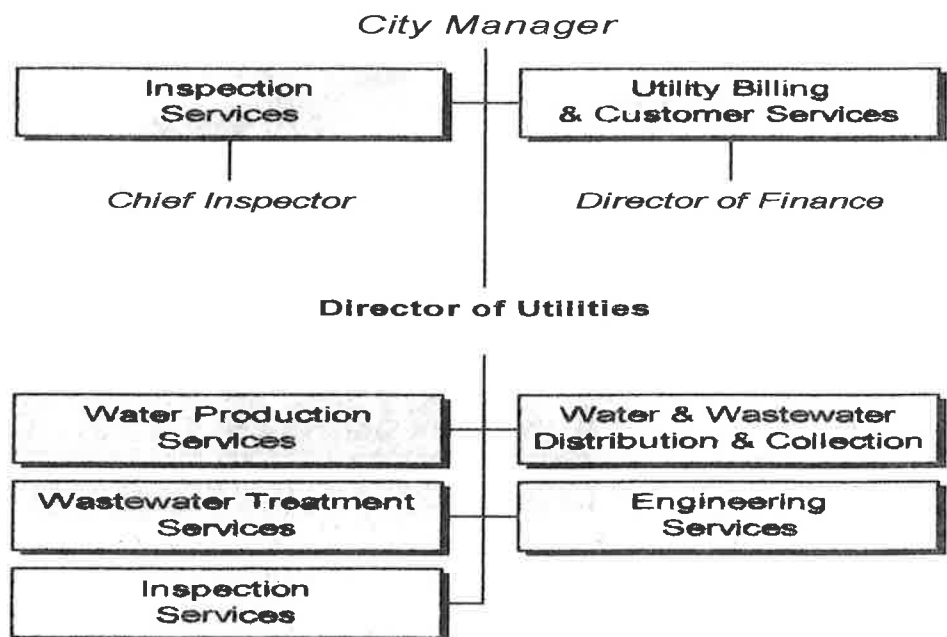 City Manager
Inspection
Services
Utility Billing
& Customer Services
Chief Inspector
Director of Finance
Director of Utilities
Water Production
Services
Water & Wastewater
Distribution & Collection
Wastewater Treatment
Services
Engineering
Services
Inspection
Services